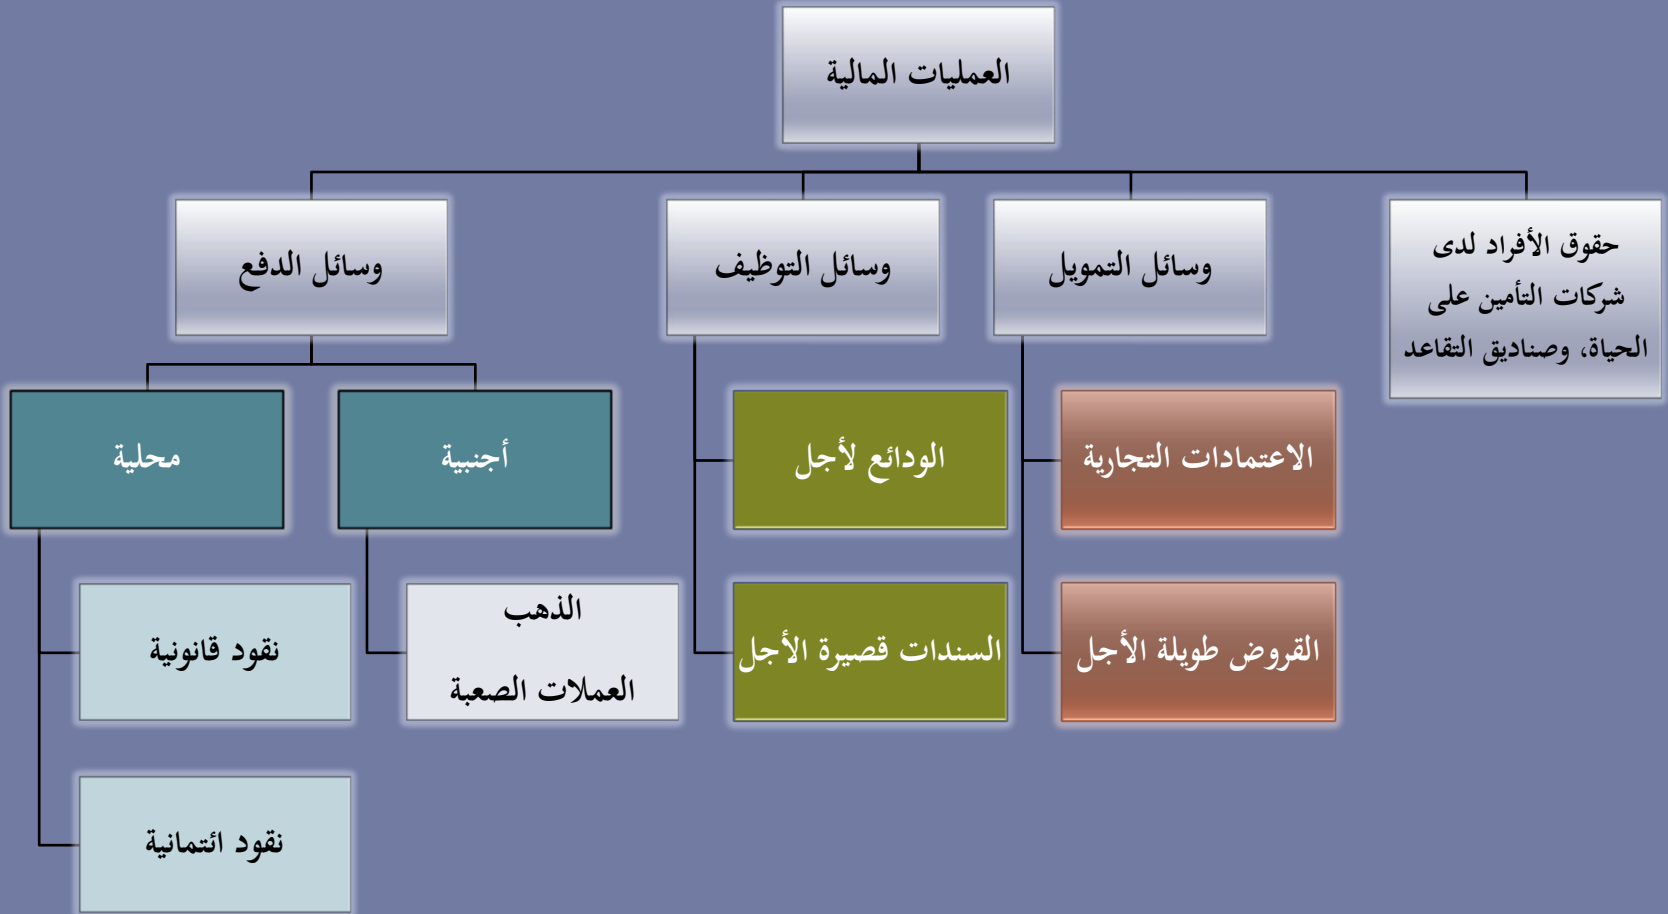 العمليات المالية
حقوق الأفراد لدى
شركات التأمين على
الحياة، وصناديق التقاعد
وسائل التمويل
وسائل التوظيف
وسائل الدفع
الاعتمادات التجارية
الودائع لأجل
أجنبية
محلية
القروض طويلة الأجل
السندات قصيرة الأجل
الذهب
العملات الصعبة
نقود قانونية
نقود ائتمانية